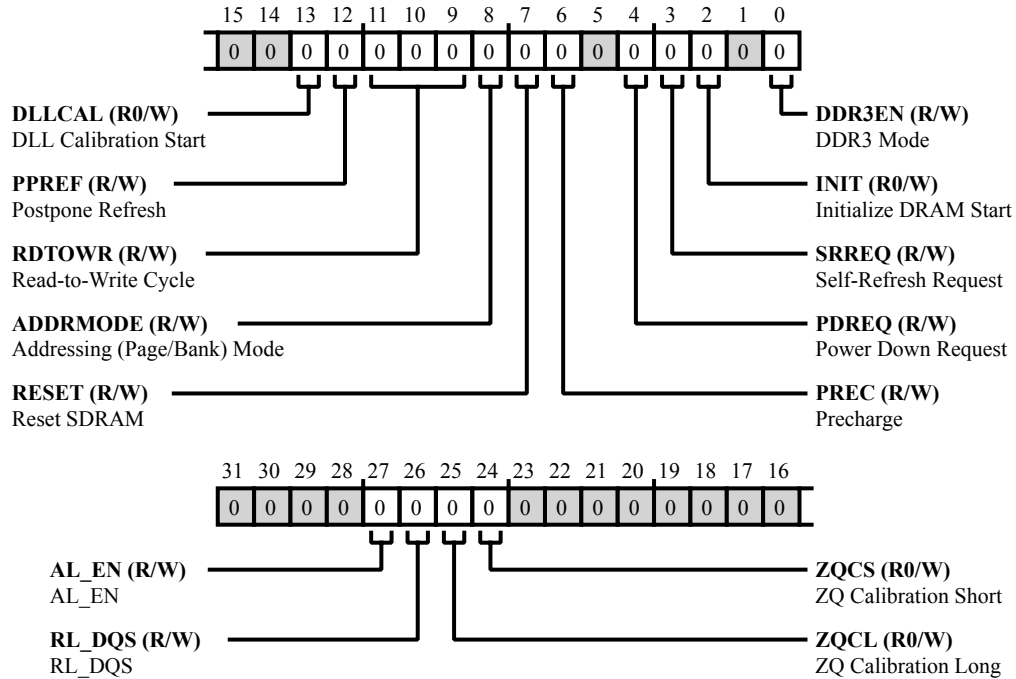 15 14 13 12 11 10 9 8 7 6 5 4 3 2 1 0
0 0 0 0 0 0 0 0 0 0 0 0 0 0 0 0
DLLCAL (R0/W)
DLL Calibration Start
PPREF (R/W)
Postpone Refresh
RDTOWR (R/W)
Read-to-Write Cycle
ADDRMODE (R/W)
Addressing (Page/Bank) Mode
RESET (R/W)
Reset SDRAM
DDR3EN (R/W)
DDR3 Mode
INIT (R0/W)
Initialize DRAM Start
SRREQ (R/W)
Self-Refresh Request
PDREQ (R/W)
Power Down Request
PREC (R/W)
Precharge
31 30 29 28 27 26 25 24 23 22 21 20 19 18 17 16
0 0 0 0 0 0 0 0 0 0 0 0 0 0 0 0
AL_EN (R/W)
AL_EN
RL_DQS (R/W)
RL_DQS
ZQCS (R0/W)
ZQ Calibration Short
ZQCL (R0/W)
ZQ Calibration Long